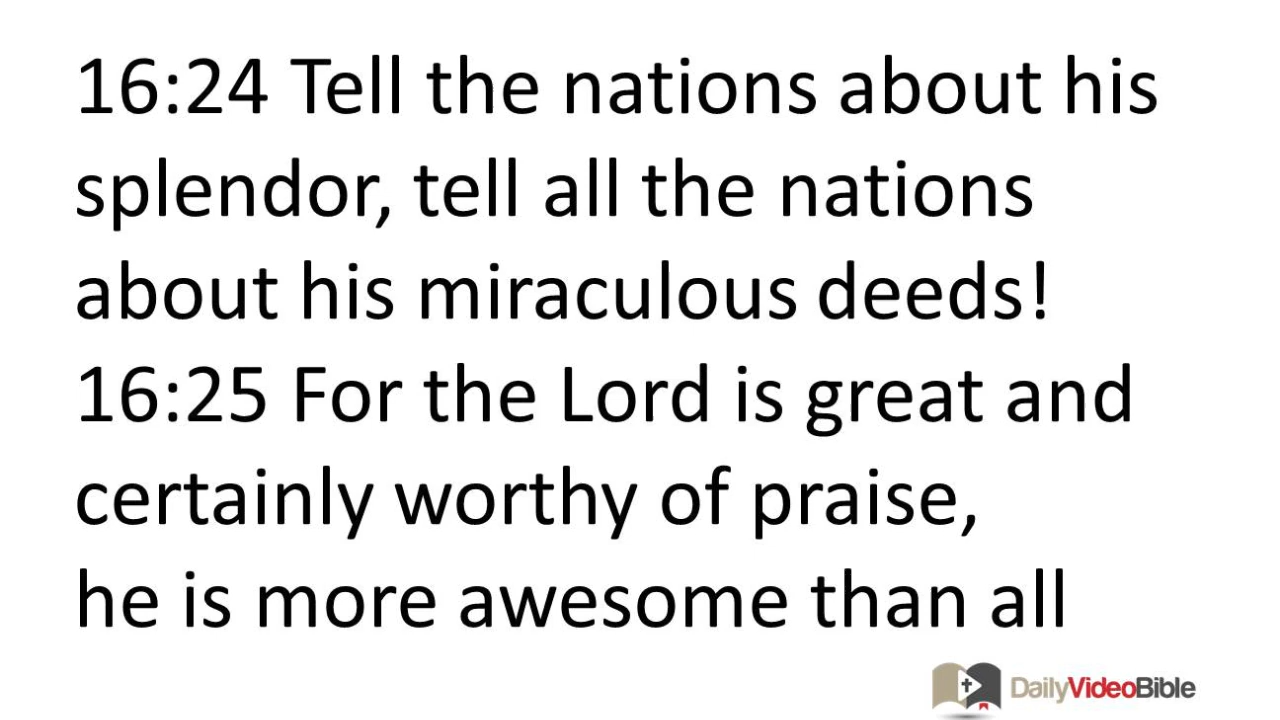 16:24 Tell the nations about his
splendor, tell all the nations
about his miraculous deeds!
16:25 For the Lord is great and
certainly worthy of praise,
he is more awesome than all
DailyVideoBible